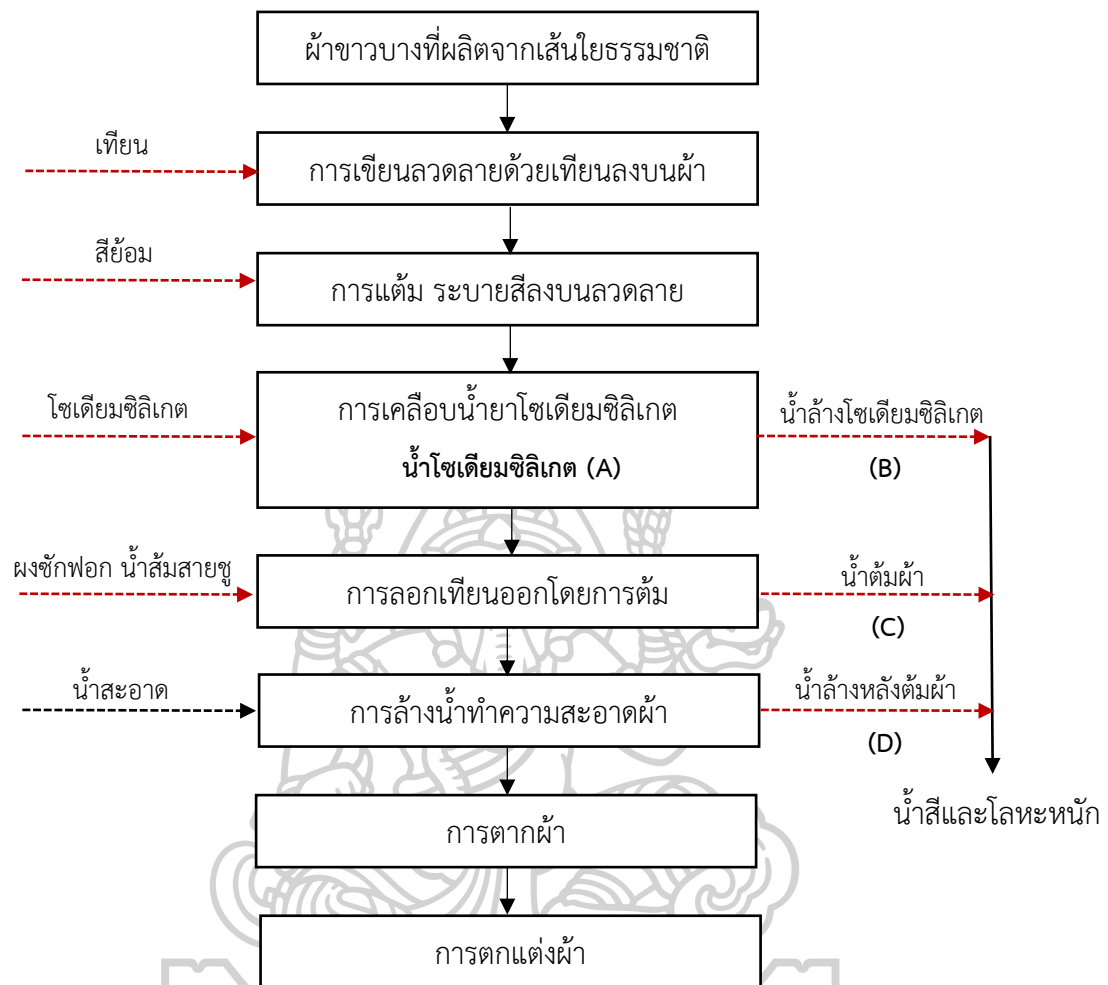 ผ้าขาวบางที่ผลิตจากเส้นใยธรรมชาติ
เทียน
การเขียนลวดลายด้วยเทียนลงบนผ้า
สีย้อม
การแต้ม ระบายสีลงบนลวดลาย
โซเดียมซิลิเกต
การเคลือบน้ำยาโซเดียมซิลิเกต
น้ำโซเดียมซิลิเกต (A)
น้ำล้างโซเดียมซิลิเกต
(B)
ผงซักฟอก น้ำส้มสายชู
การลอกเทียนออกโดยการต้ม
น้ำต้มผ้า
(C)
น้ำสะอาด
การล้างน้ำทำความสะอาดผ้า
น้ำล้างหลังต้มผ้า
(D)
น้ำสีและโลหะหนัก
การตากผ้า
การตกแต่งผ้า